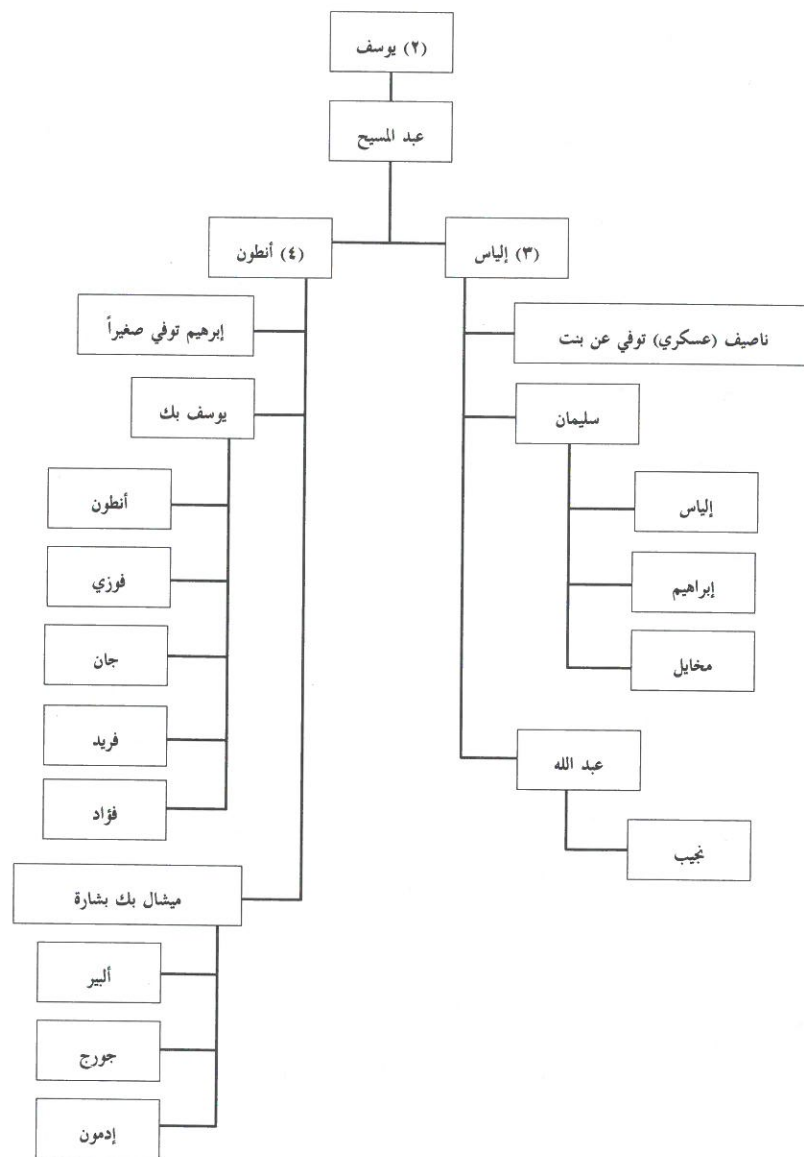 (٢) يوسف
عبد المسيح
(٣) إلياس
ناصيف (عسكري) توفي عن بنت
سليمان
إلياس
إبراهيم
مخايل
عبد الله
نجيب
(٤) أنطون
إبرهيم توفي صغيراً
يوسف بك
أنطون
فوزي
جان
فريد
فؤاد
ميشال بك بشارة
ألبير
جورج
إدمون